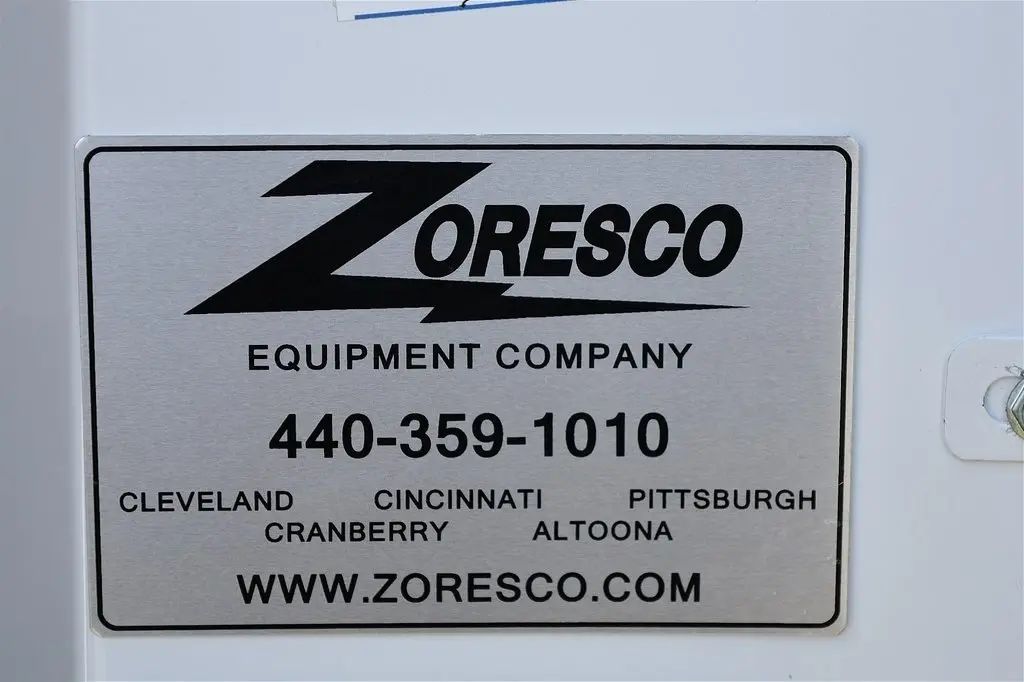 ZORESCO
EQUIPMENT COMPANY
440-359-1010
CLEVELAND CINCINNATI PITTSBURGH
CRANBERRY ALTOONA
WWW.ZORESCO.COM